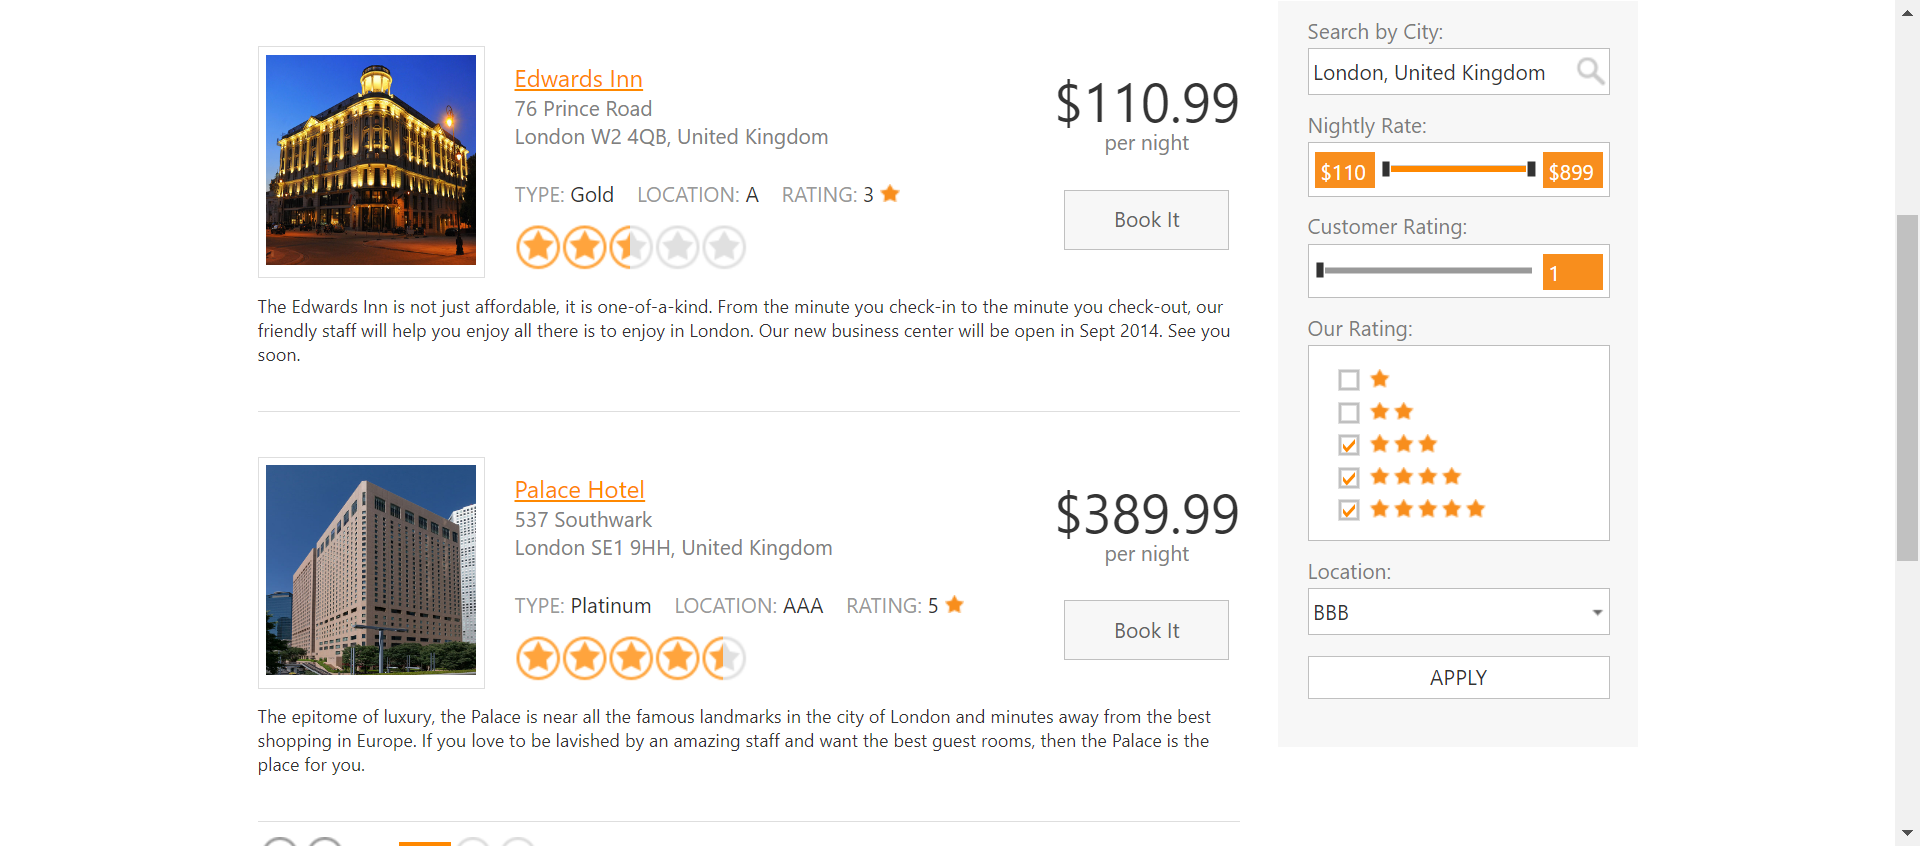 Edwards Inn
76 Prince Road
London W2 4QB, United Kingdom
TYPE: Gold LOCATION: A RATING: 3
$110.99
per night
Book It
The Edwards Inn is not just affordable, it is one-of-a-kind. From the minute you check-in to the minute you check-out, our
friendly staff will help you enjoy all there is to enjoy in London. Our new business center will be open in Sept 2014. See you
soon.
Palace Hotel
537 Southwark
London SE1 9HH, United Kingdom
TYPE: Platinum LOCATION: AAA RATING: 5
$389.99
per night
Book It
The epitome of luxury, the Palace is near all the famous landmarks in the city of London and minutes away from the best
shopping in Europe. If you love to be lavished by an amazing staff and want the best guest rooms, then the Palace is the
place for you.
Search by City:
London, United Kingdom
Nightly Rate:
$110 $899
Customer Rating:
1
Our Rating:
Location:
BBB
APPLY